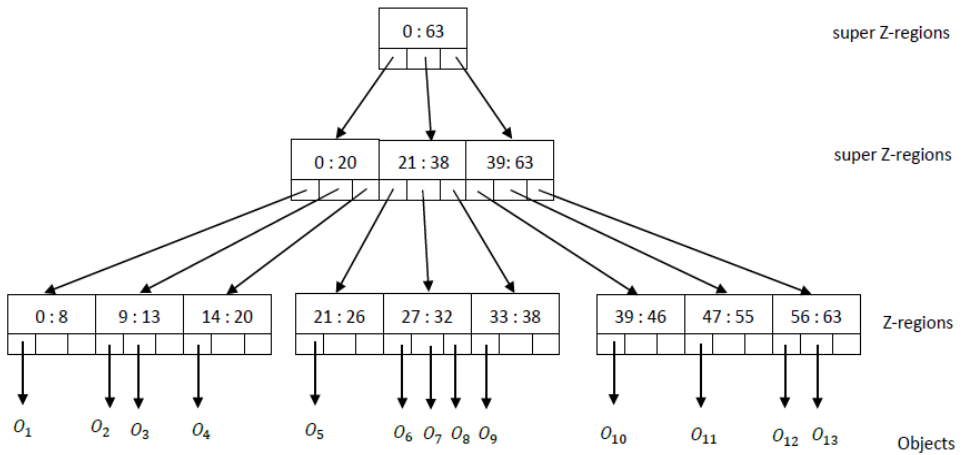 0 : 63
super Z-regions
0 : 20 21 : 38 39: 63
super Z-regions
0 : 8 9 : 13 14 : 20 21 : 26 27 : 32 33 : 38 39 : 46 47 : 55 56 : 63
Z-regions
O₁ O₂ O₃ O₄ O₅ O₆ O₇ O₈ O₉ O₁₀ O₁₁ O₁₂ O₁₃
Objects